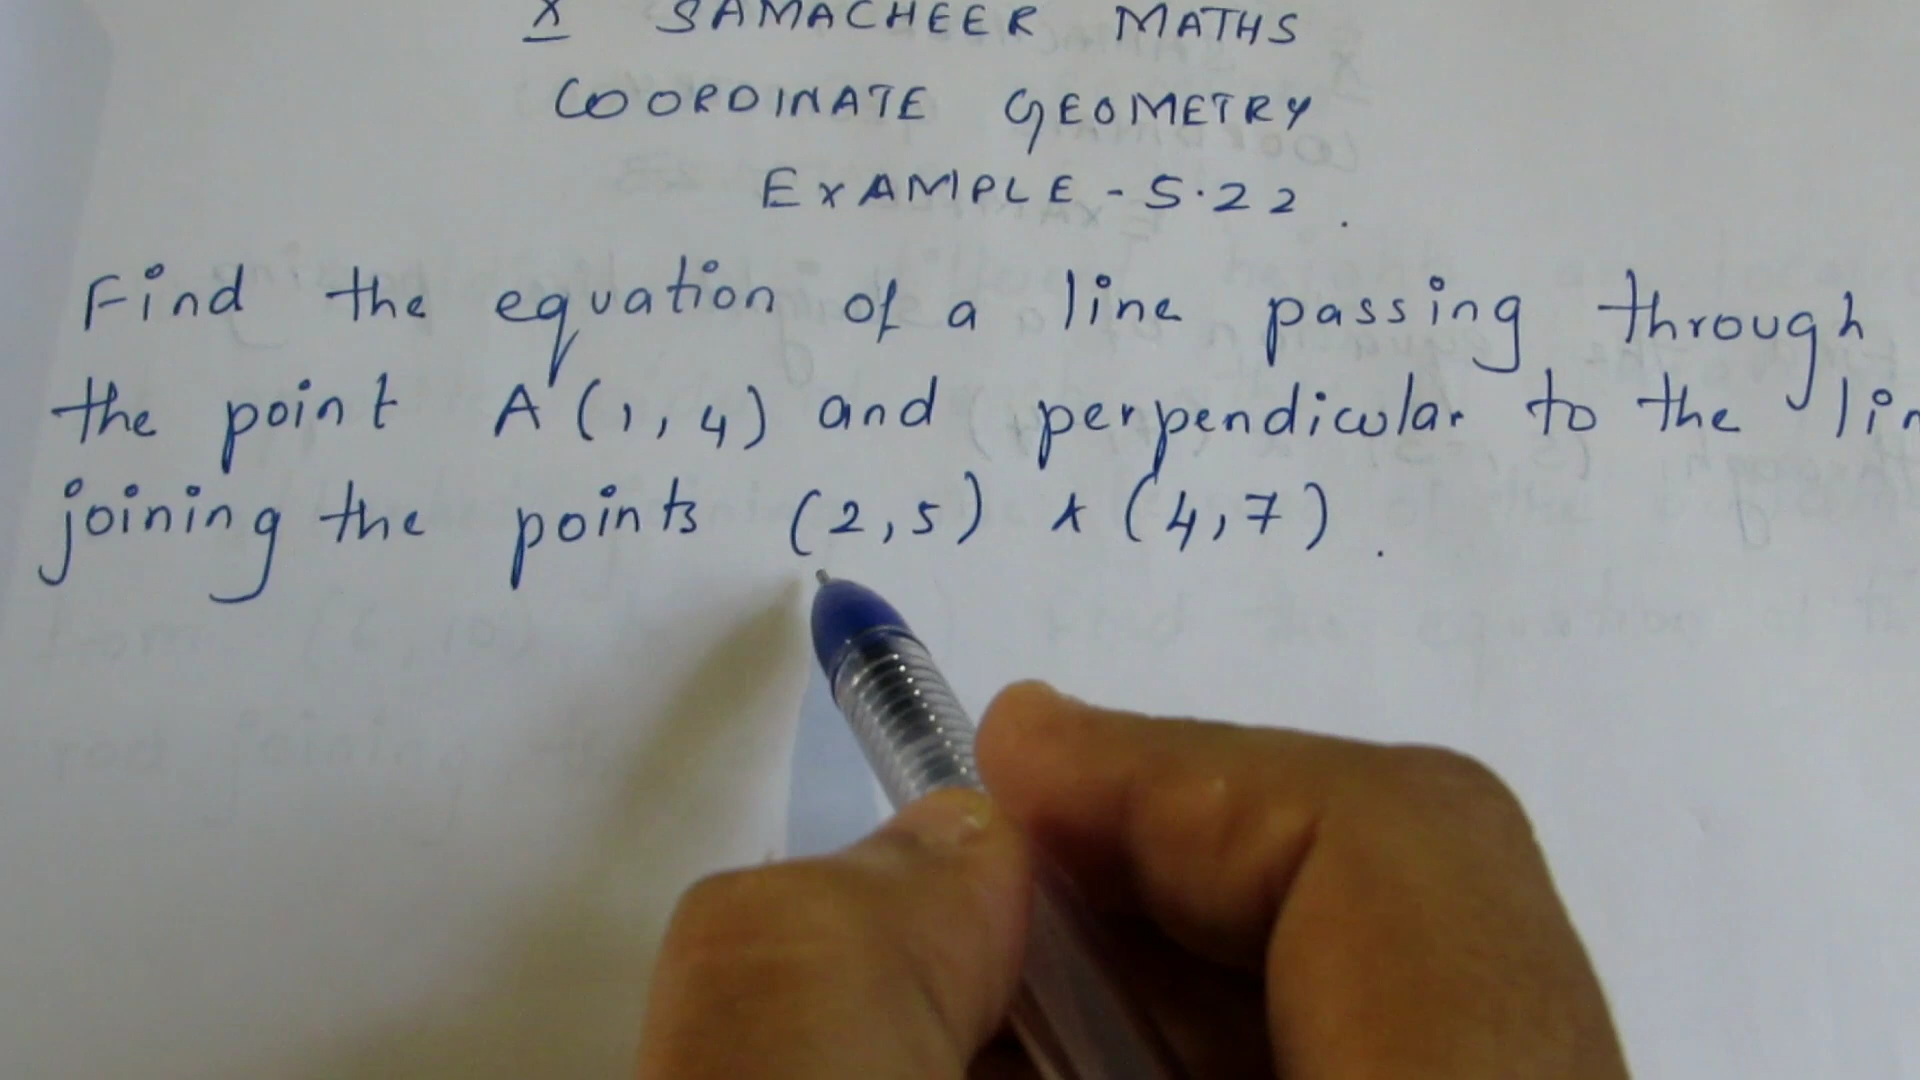 X SAMACHEER MATHS
COORDINATE GEOMETRY
EXAMPLE - 5.22.
Find the equation of a line passing through
the point A(1,4) and perpendicular to the lin
joining the points (2,5) & (4,7).